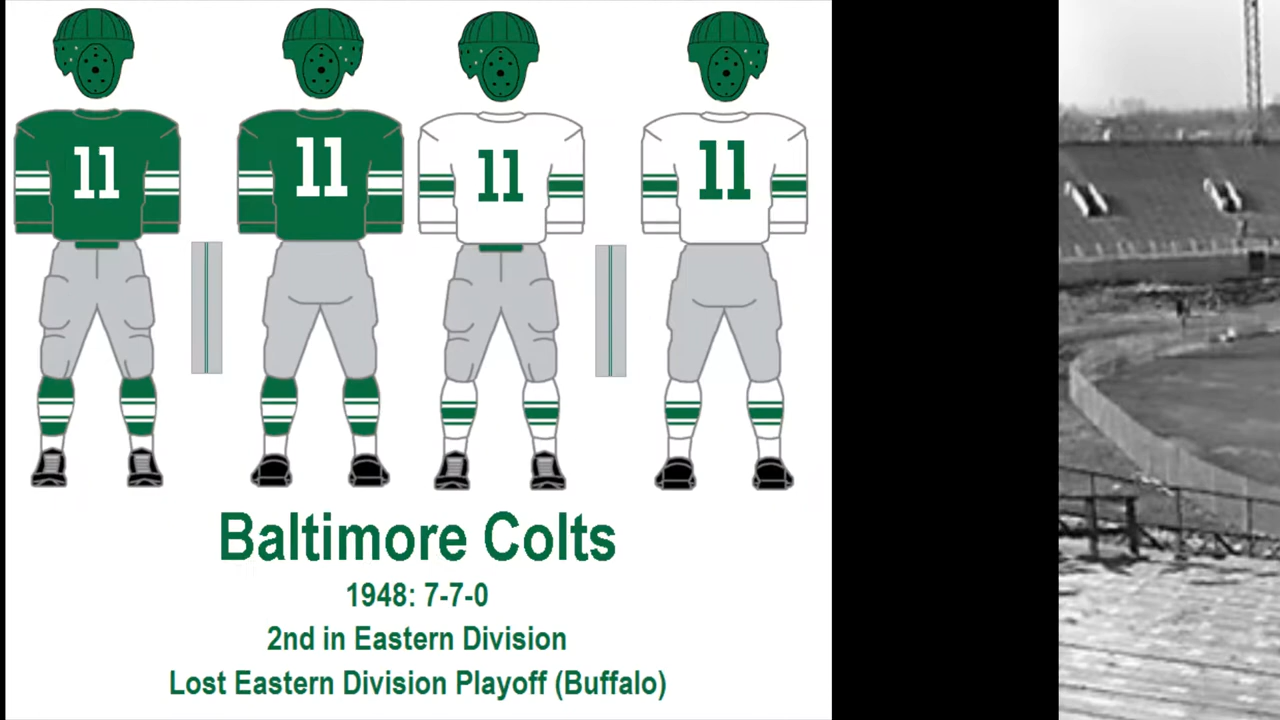 11 11 11 11
Baltimore Colts
1948: 7-7-0
2nd in Eastern Division
Lost Eastern Division Playoff (Buffalo)